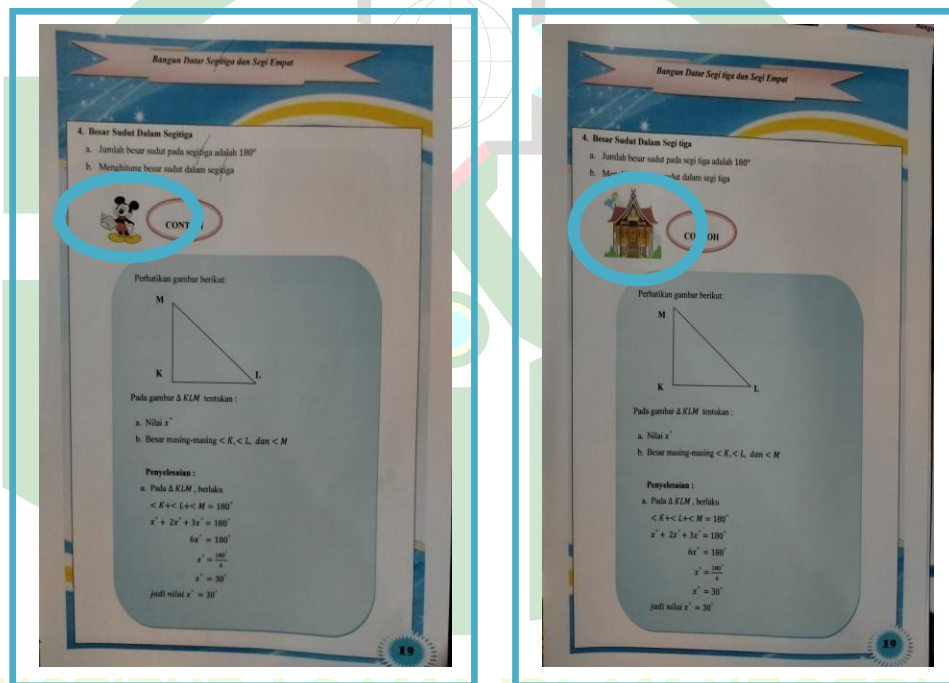 Bangun Datar Segitiga dan Segi Empat
4. Besar Sudut Dalam Segitiga
a. Jumlah besar sudut pada segitiga adalah 180°
b. Menghitung besar sudut dalam segitiga
Perhatikan gambar berikut:
M
K
L
Pada gambar Δ KLM tentukan :
a. Nilai x°
b. Besar masing-masing < K, < L, dan < M
Penyelesaian :
a. Pada Δ KLM , berlaku
< K+< L+< M = 180°
x° + 2x° + 3x° = 180°
6x° = 180°
x° = 180°/6
x° = 30°
jadi nilai x° = 30°
19
Bangun Datar Segi tiga dan Segi Empat
4. Besar Sudut Dalam Segi tiga
a. Jumlah besar sudut pada segi tiga adalah 180°
b. sudut dalam segi tiga
Perhatikan gambar berikut:
M
K
L
Pada gambar Δ KLM tentukan :
a. Nilai x°
b. Besar masing-masing < K, < L, dan < M
Penyelesaian :
a. Pada Δ KLM , berlaku
< K+< L+< M = 180°
x° + 2x° + 3x° = 180°
6x° = 180°
x° = 180°/6
x° = 30°
jadi nilai x° = 30°
19